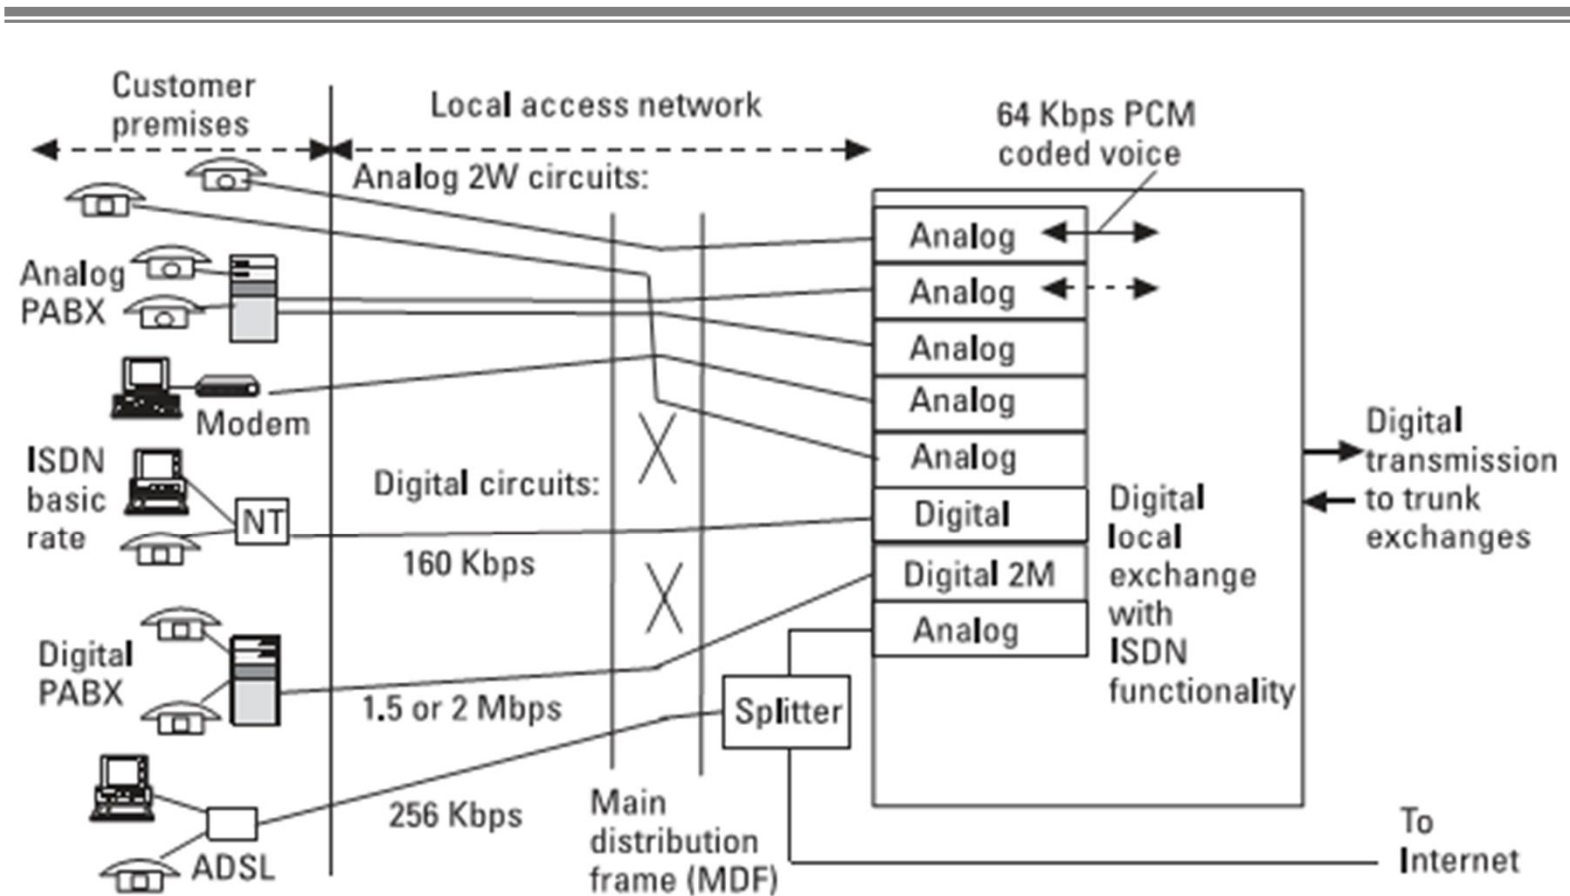 Customer
premises
Local access network
64 Kbps PCM
coded voice
Analog 2W circuits:
Analog
Analog
PABX
Analog
Analog
Analog
Modem
Analog
ISDN
basic
rate
NT
Digital circuits:
160 Kbps
Digital
Digital 2M
Analog
Digital
local
exchange
with
ISDN
functionality
Digital
transmission
to trunk
exchanges
Digital
PABX
1.5 or 2 Mbps
Splitter
256 Kbps
ADSL
Main
distribution
frame (MDF)
To
Internet